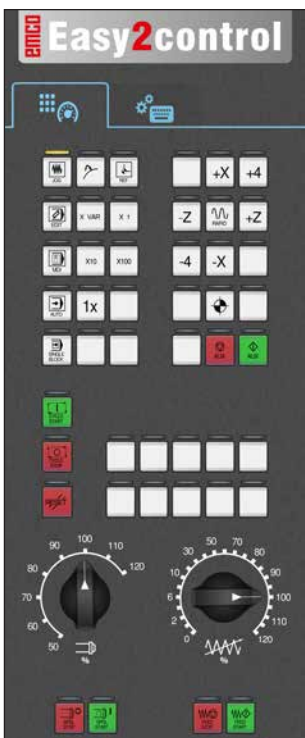 emco Easy2control
JOG REF +X +4
EDIT X VAR X 1 -Z RAPID +Z
MDI X10 X100 -4 -X
AUTO 1x
SINGLE BLOCK AUX AUX
CYCLE START
RESET
50 60 70 80 90 100 110 120 %
0 2 6 10 30 50 70 80 90 100 110 120 %